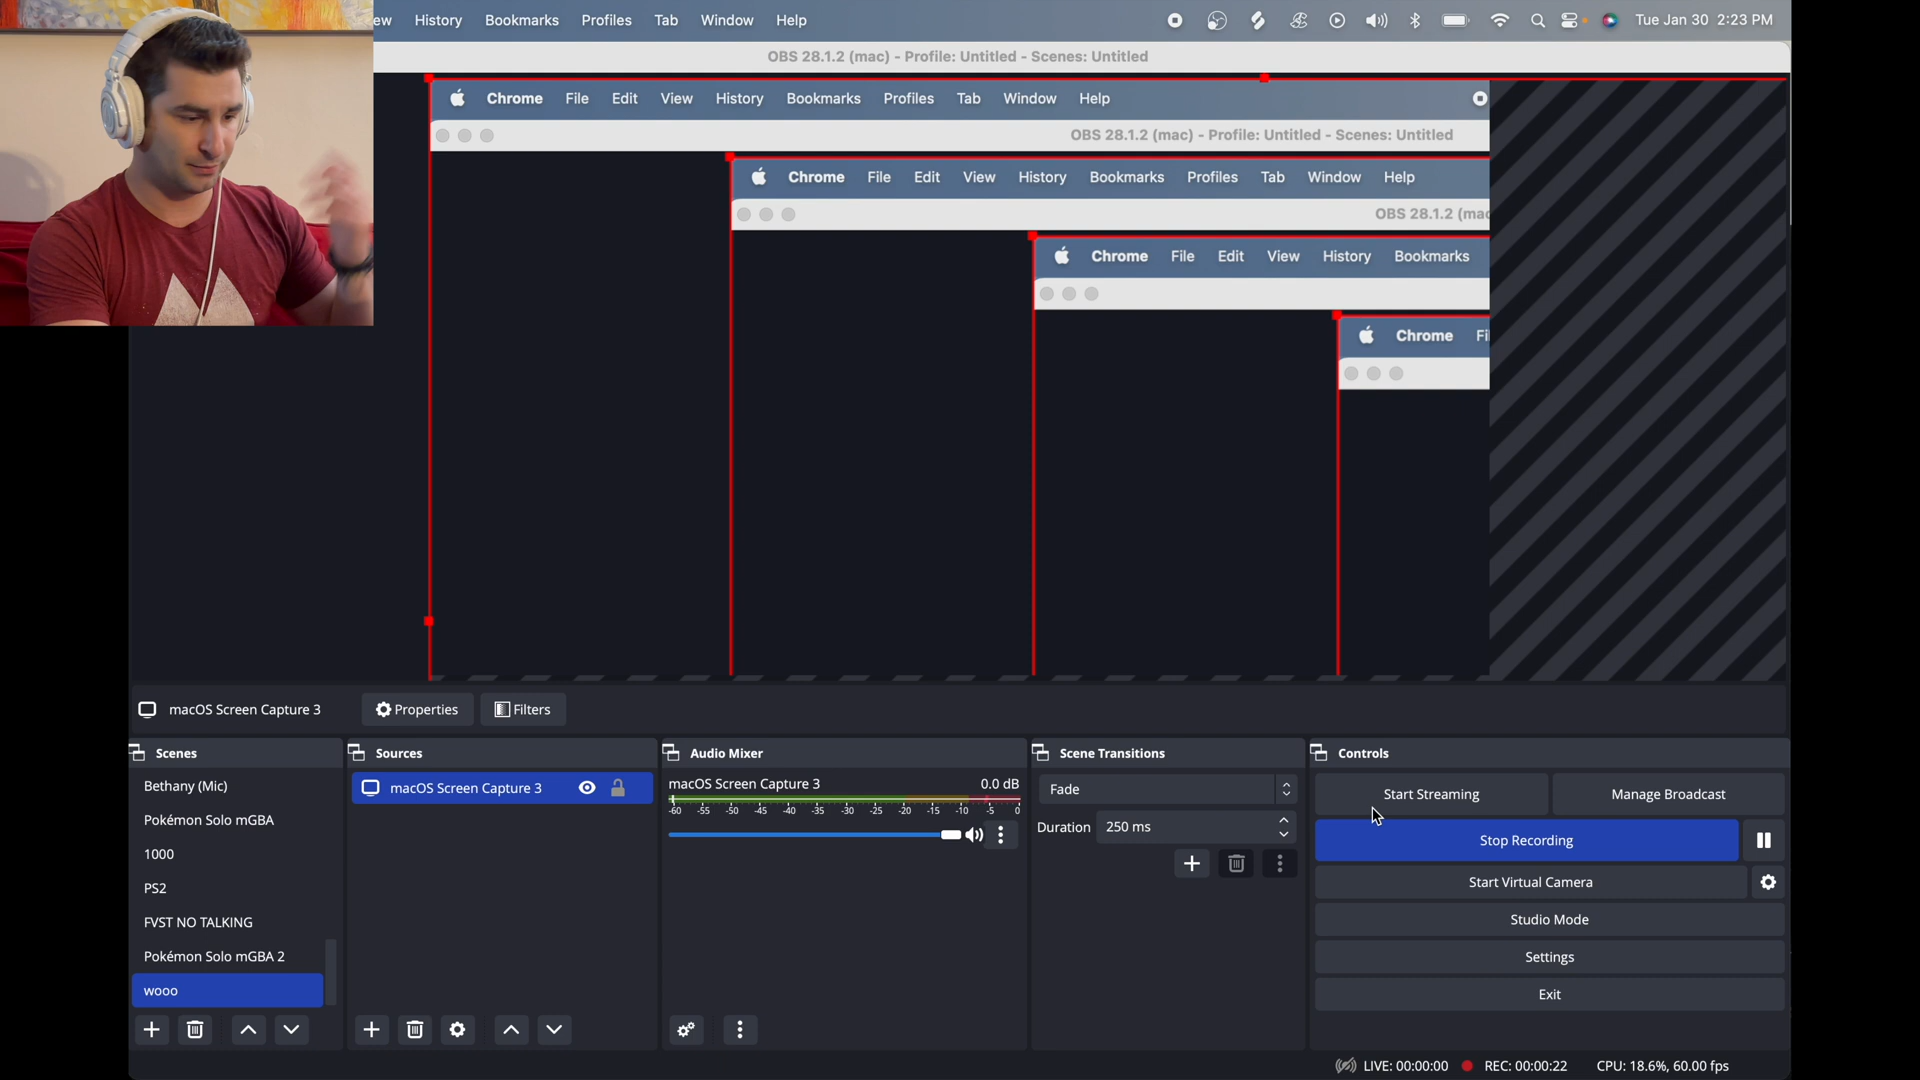 ew History Bookmarks Profiles Tab Window Help Tue Jan 30 2:23 PM
OBS 28.1.2 (mac) - Profile: Untitled - Scenes: Untitled
Chrome File Edit View History Bookmarks Profiles Tab Window Help
OBS 28.1.2 (mac) - Profile: Untitled - Scenes: Untitled
Chrome File Edit View History Bookmarks Profiles Tab Window Help
OBS 28.1.2 (mac
Chrome File Edit View History Bookmarks
Chrome Fi
macOS Screen Capture 3 Properties Filters
Scenes
Bethany (Mic)
Pokémon Solo mGBA
1000
PS2
FVST NO TALKING
Pokémon Solo mGBA 2
wooo
Sources
macOS Screen Capture 3
Audio Mixer
macOS Screen Capture 3 0.0 dB
-60 -55 -50 -45 -40 -35 -30 -25 -20 -15 -10 -5 0
Scene Transitions
Fade
Duration 250 ms
Controls
Start Streaming Manage Broadcast
Stop Recording
Start Virtual Camera
Studio Mode
Settings
Exit
LIVE: 00:00:00 REC: 00:00:22 CPU: 18.6%, 60.00 fps